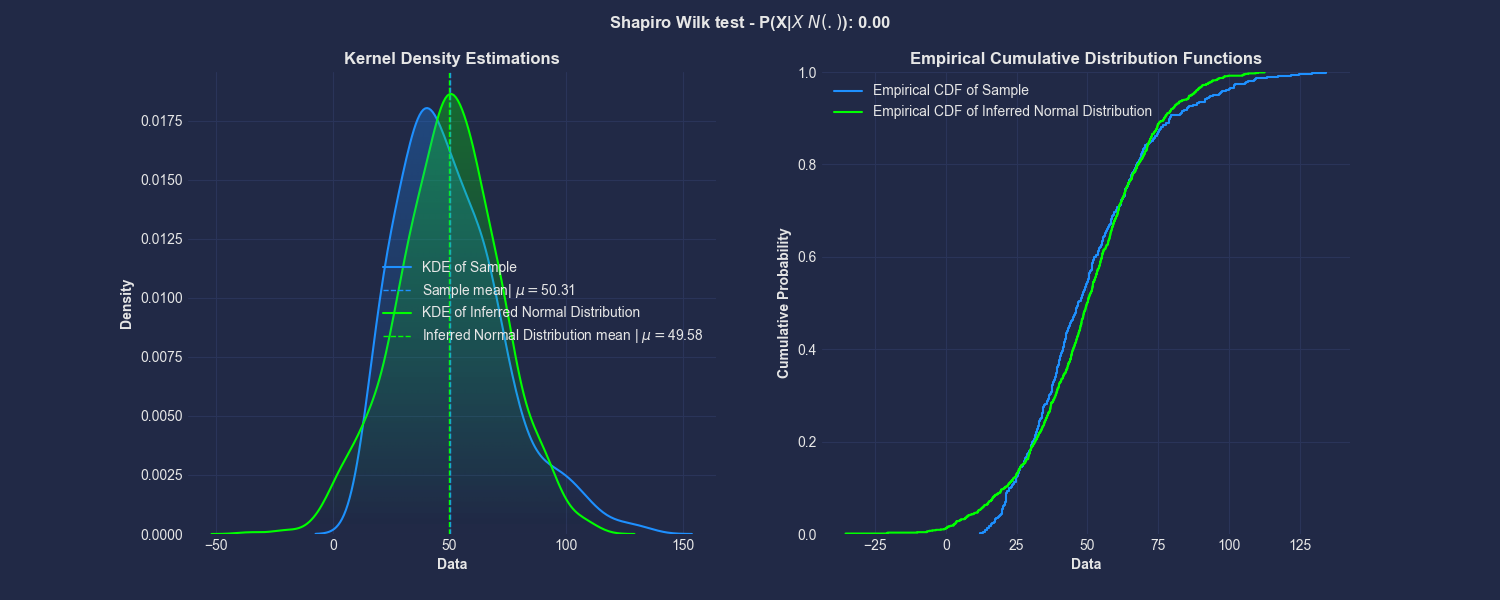 Shapiro Wilk test - P(X|X N(. )): 0.00
Kernel Density Estimations
Density
0.0175
0.0150
0.0125
0.0100
0.0075
0.0050
0.0025
0.0000
KDE of Sample
Sample mean| μ = 50.31
KDE of Inferred Normal Distribution
Inferred Normal Distribution mean | μ = 49.58
−50 0 50 100 150
Data
Empirical Cumulative Distribution Functions
Cumulative Probability
1.0
0.8
0.6
0.4
0.2
0.0
Empirical CDF of Sample
Empirical CDF of Inferred Normal Distribution
−25 0 25 50 75 100 125
Data